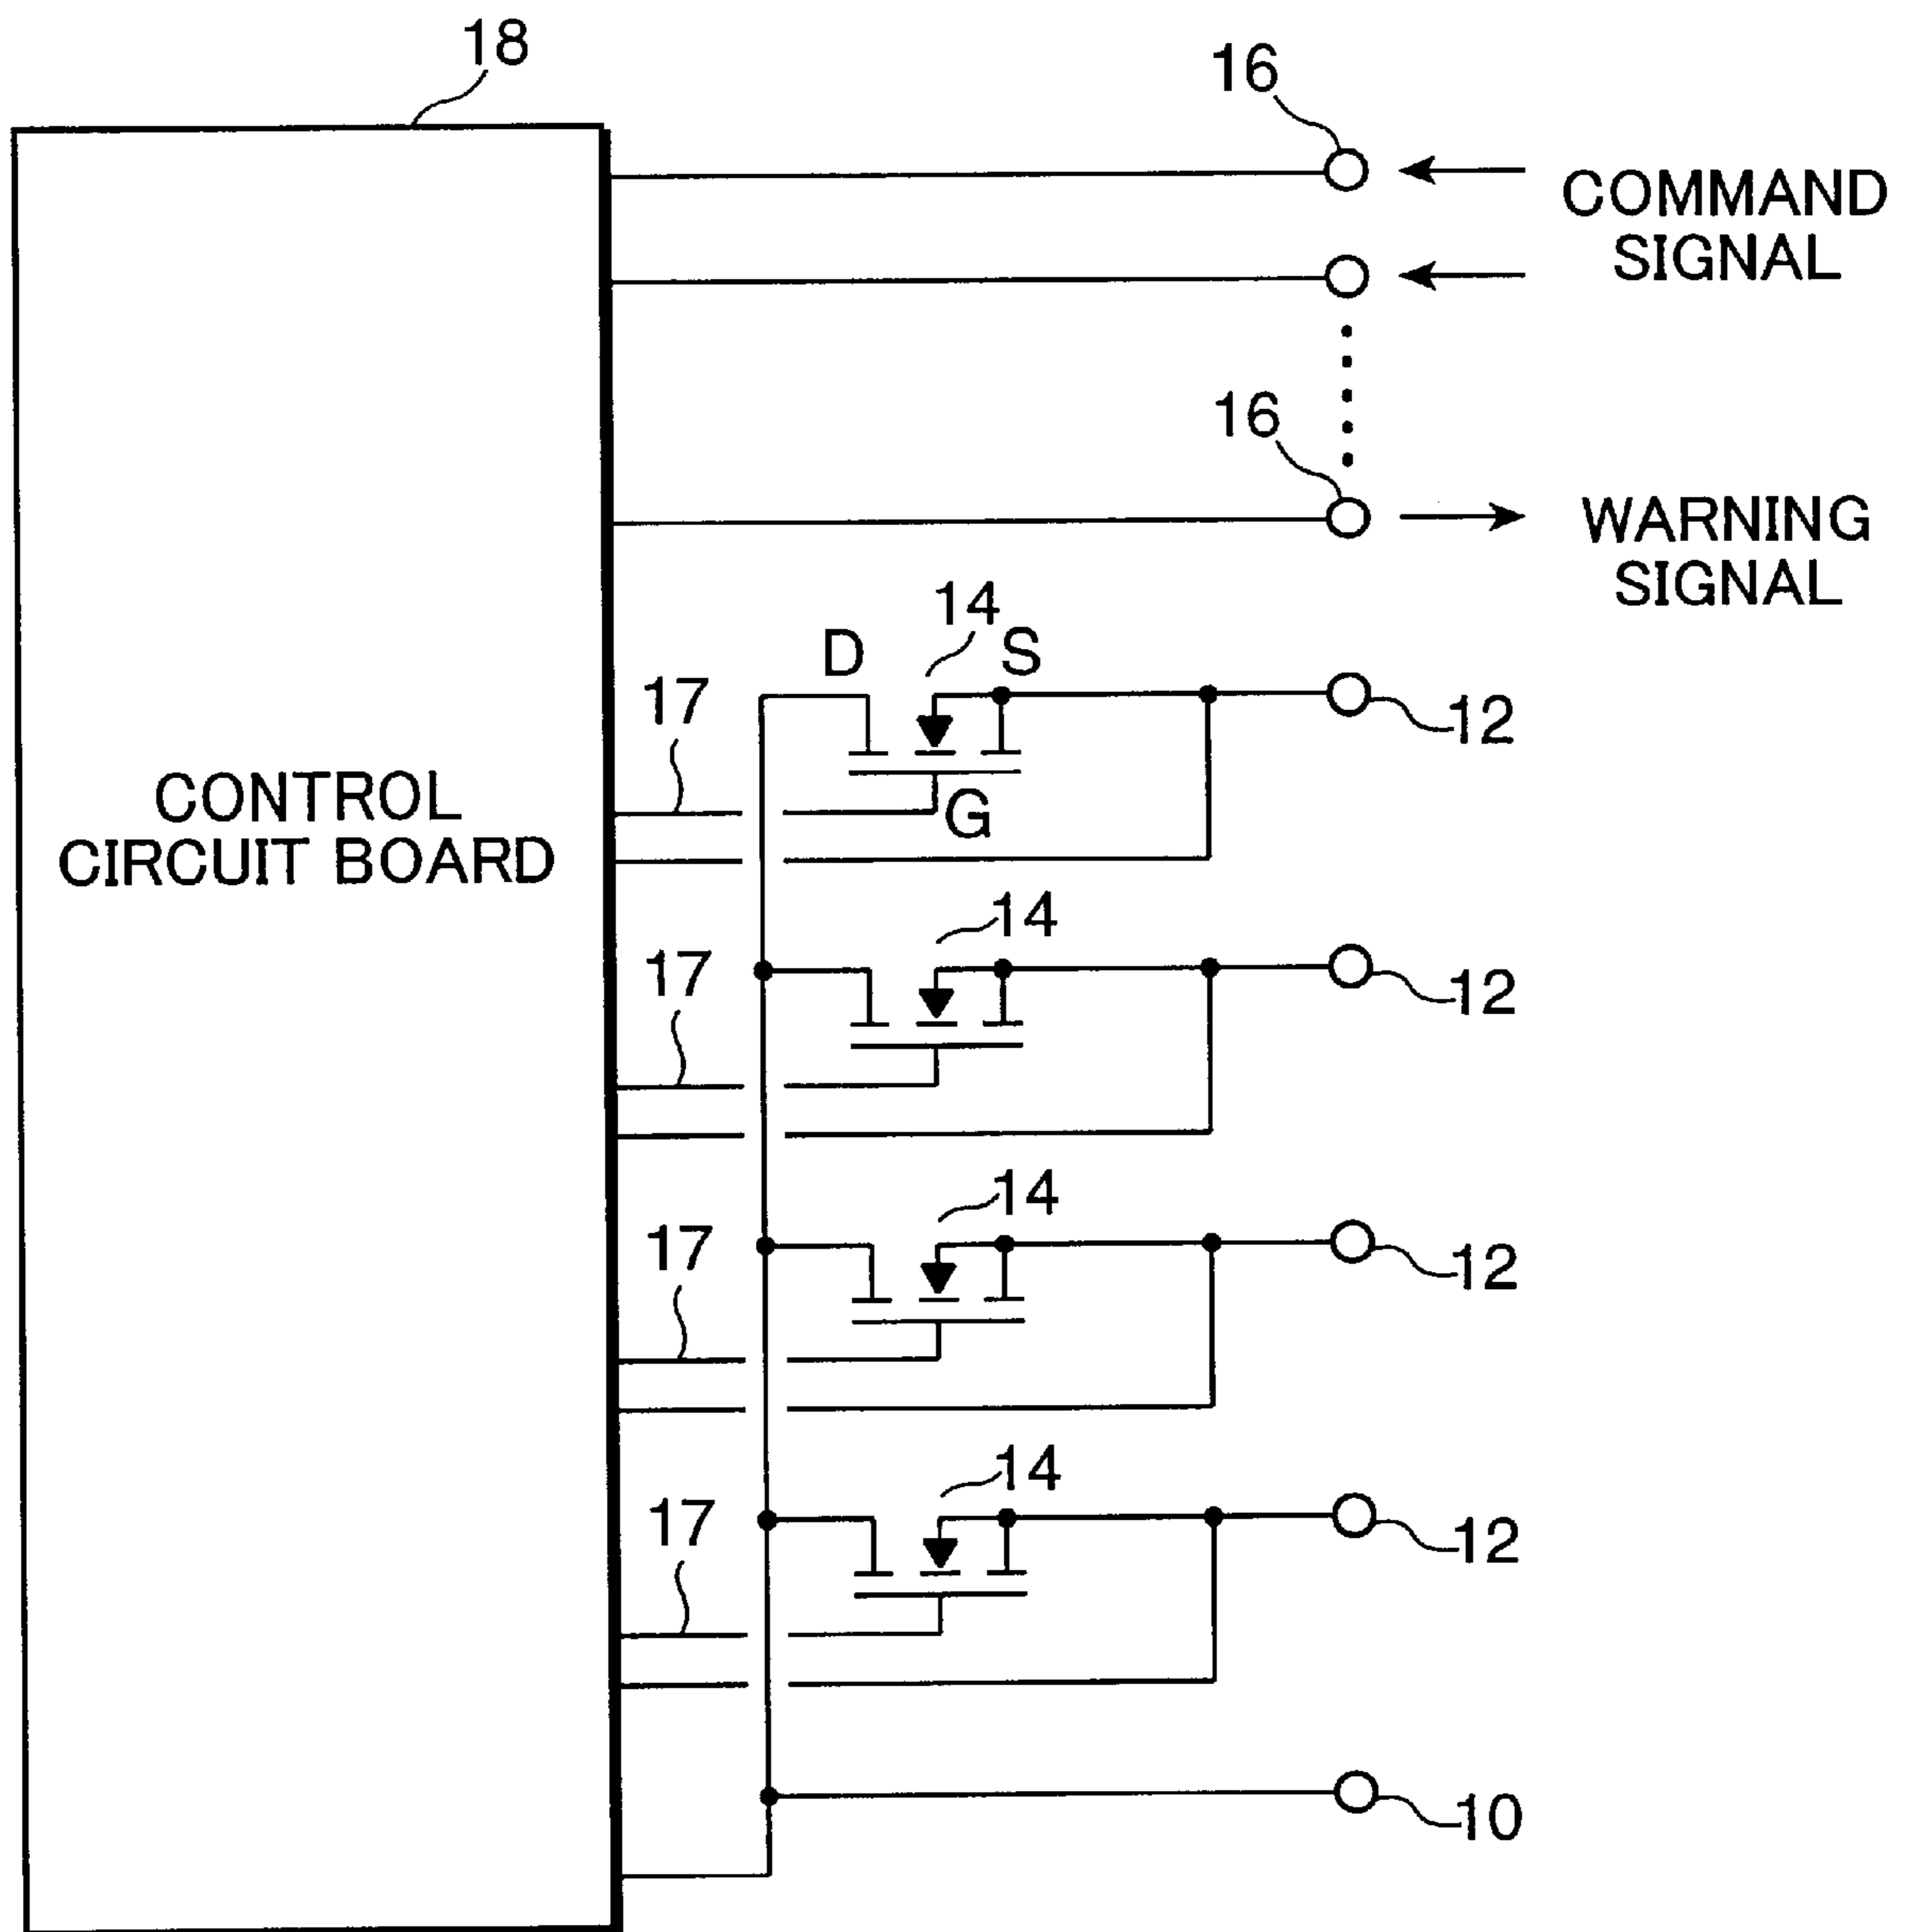 18
16
COMMAND
SIGNAL
16
WARNING
SIGNAL
14
D
S
17
12
G
CONTROL
CIRCUIT BOARD
14
17
12
14
17
12
14
17
12
10